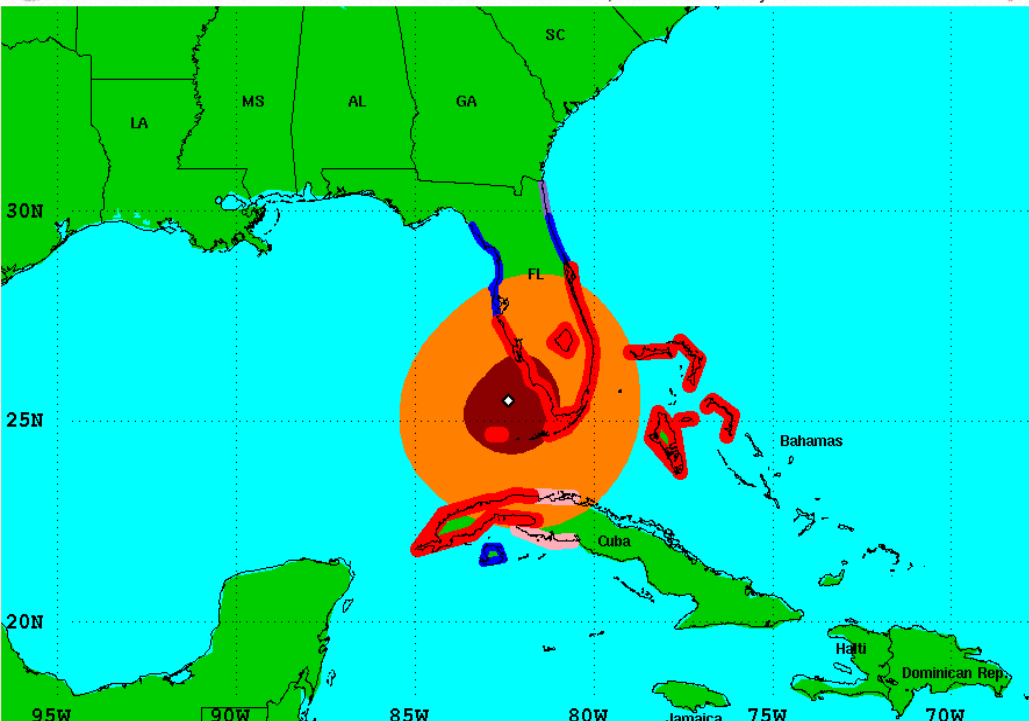 SC
MS
AL
GA
LA
30N
FL
25N
Bahamas
Cuba
20N
Haiti
Dominican Rep.
95W
90W
85W
80W
75W
70W
Jamaica